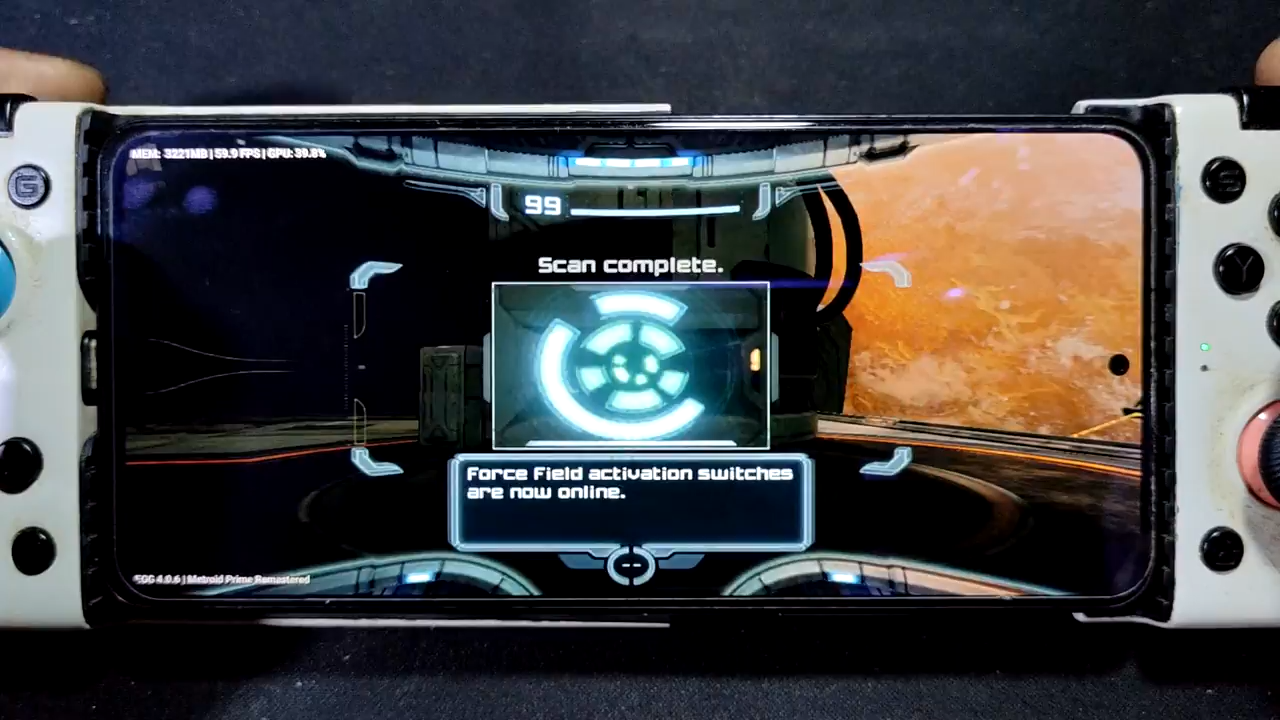 MEM: 3221MB | 59.9 FPS | GPU: 39.8%
99
Scan complete.
Force Field activation switches
are now online.
EGG 4.0.6 | Metroid Prime Remastered
G
S
Y